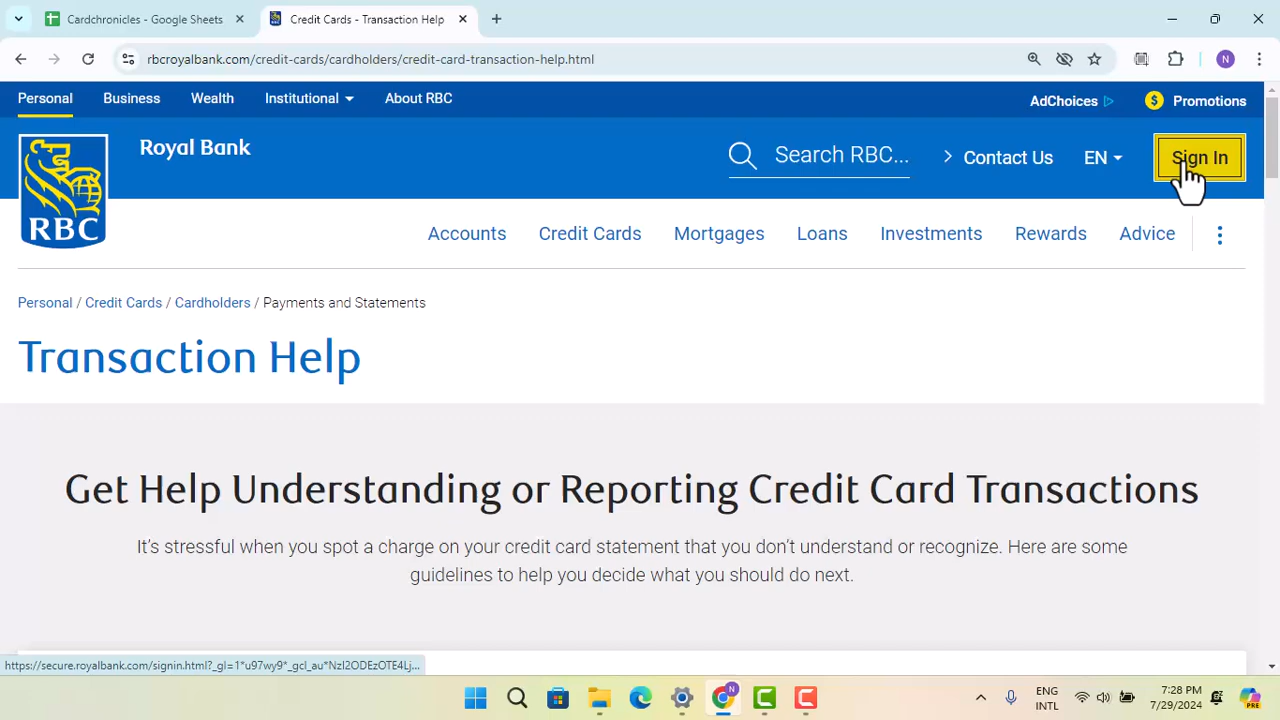 Cardchronicles - Google Sheets
Credit Cards - Transaction Help
rbcroyalbank.com/credit-cards/cardholders/credit-card-transaction-help.html
N
Personal
Business
Wealth
Institutional
About RBC
AdChoices
$ Promotions
RBC
Royal Bank
Search RBC...
Contact Us
EN
Sign In
Accounts
Credit Cards
Mortgages
Loans
Investments
Rewards
Advice
Personal / Credit Cards / Cardholders / Payments and Statements
Transaction Help
Get Help Understanding or Reporting Credit Card Transactions
It's stressful when you spot a charge on your credit card statement that you don't understand or recognize. Here are some
guidelines to help you decide what you should do next.
https://secure.royalbank.com/signin.html?_gl=1*u97wy9*_gcl_au*NzI2ODEzOTE4Lj...
N
C
C
ENG
INTL
7:28 PM
7/29/2024
PRE